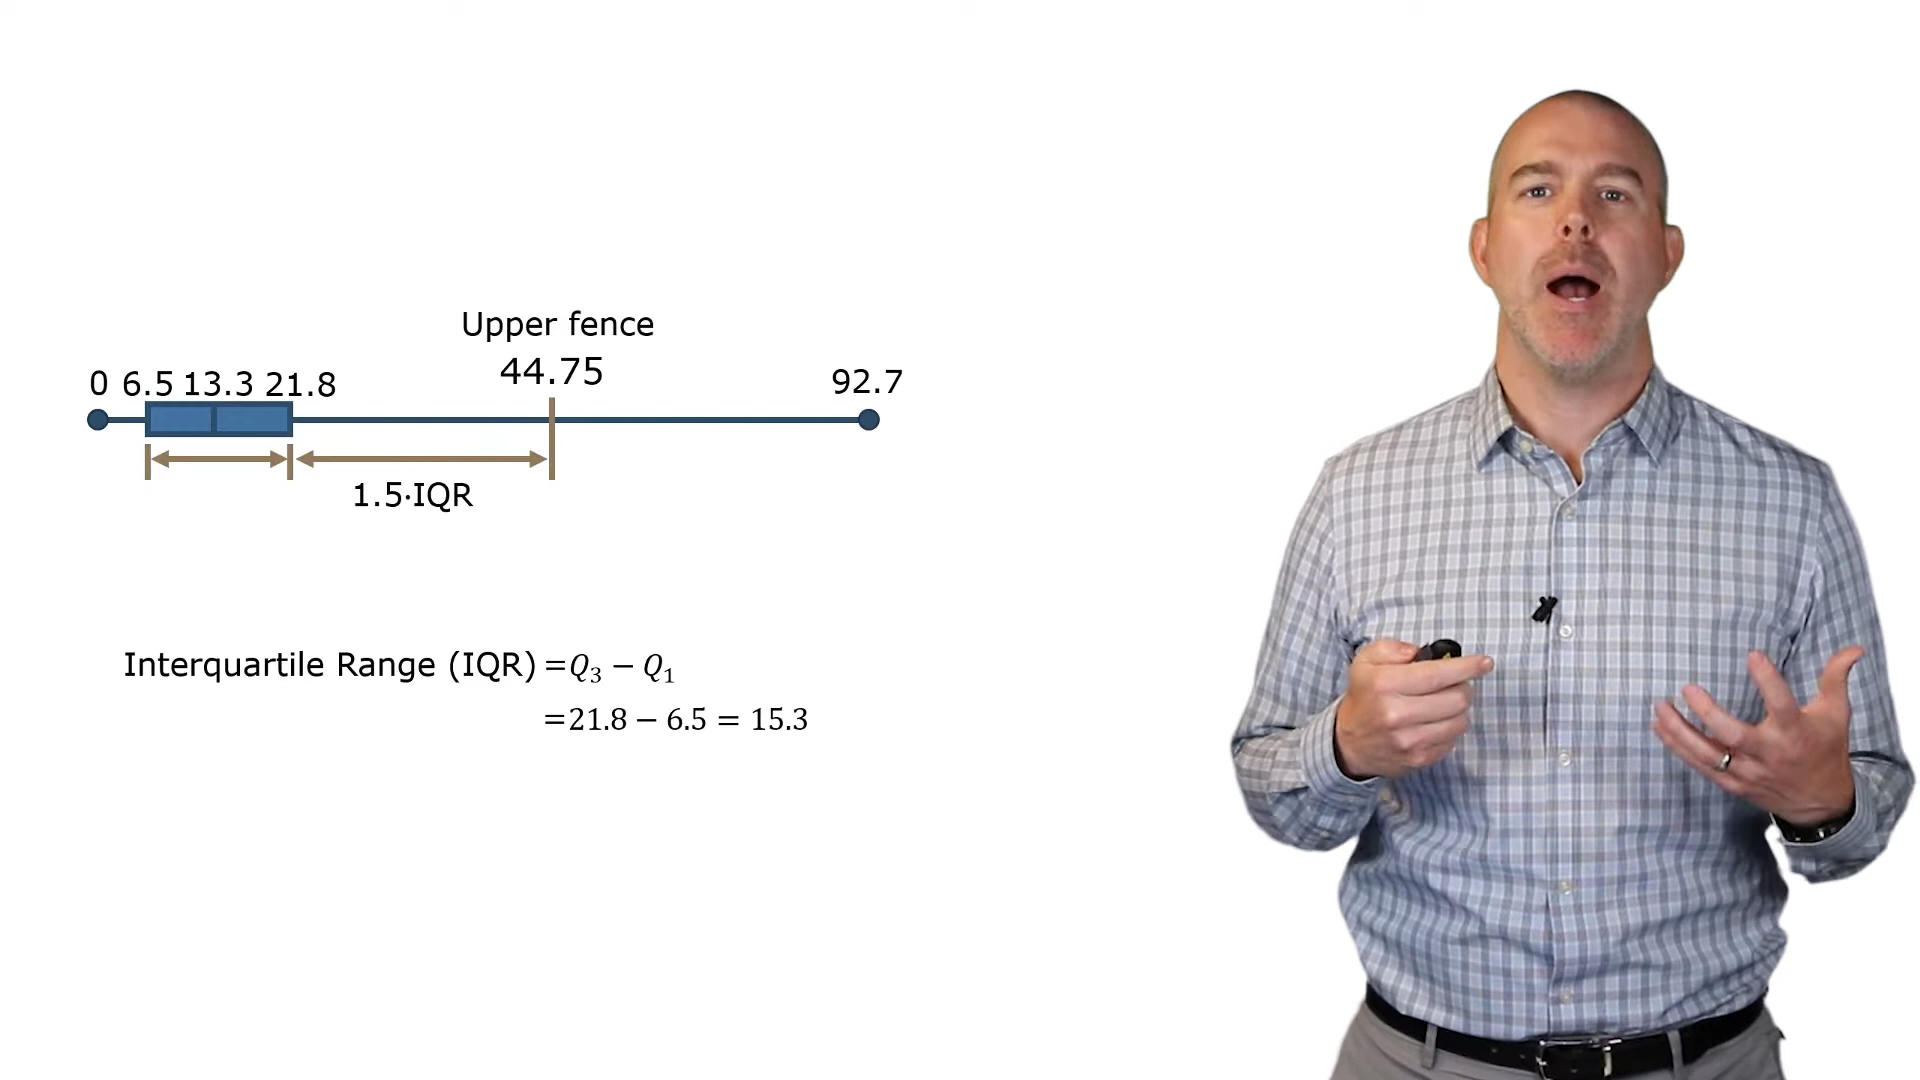 Upper fence
44.75
0 6.5 13.3 21.8 92.7
1.5·IQR
Interquartile Range (IQR) =Q₃ − Q₁
=21.8 − 6.5 = 15.3